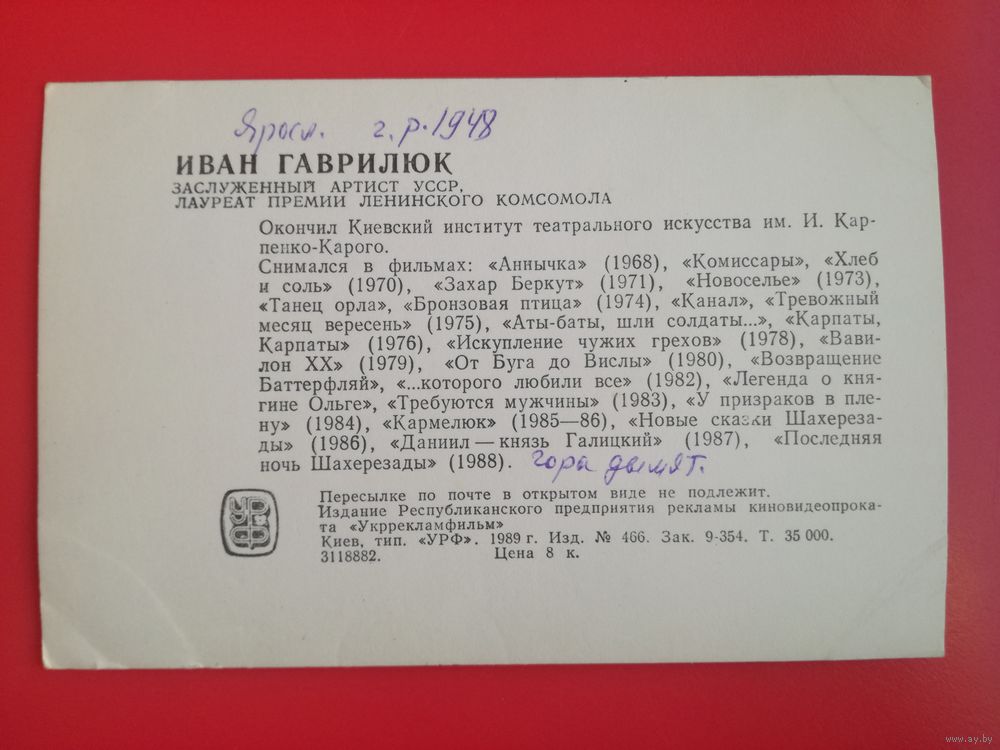 Яросл. г.р. 1948
ИВАН ГАВРИЛЮК
ЗАСЛУЖЕННЫЙ АРТИСТ УССР,
ЛАУРЕАТ ПРЕМИИ ЛЕНИНСКОГО КОМСОМОЛА
Окончил Киевский институт театрального искусства им. И. Кар-
пенко-Карого.
Снимался в фильмах: «Аннычка» (1968), «Комиссары», «Хлеб
и соль» (1970), «Захар Беркут» (1971), «Новоселье» (1973),
«Танец орла», «Бронзовая птица» (1974), «Канал», «Тревожный
месяц вересень» (1975), «Аты-баты, шли солдаты...», «Карпаты,
Карпаты» (1976), «Искупление чужих грехов» (1978), «Вави-
лон XX» (1979), «От Буга до Вислы» (1980), «Возвращение
Баттерфляй», «...которого любили все» (1982), «Легенда о кня-
гине Ольге», «Требуются мужчины» (1983), «У призраков в пле-
ну» (1984), «Кармелюк» (1985—86), «Новые сказки Шахереза-
ды» (1986), «Даниил — князь Галицкий» (1987), «Последняя
ночь Шахерезады» (1988). гора дымят.
Пересылке по почте в открытом виде не подлежит.
Издание Республиканского предприятия рекламы киновидеопрока-
та «Укррекламфильм»
Киев, тип. «УРФ». 1989 г. Изд. № 466. Зак. 9-354. Т. 35 000.
3118882. Цена 8 к.
www.ay.by